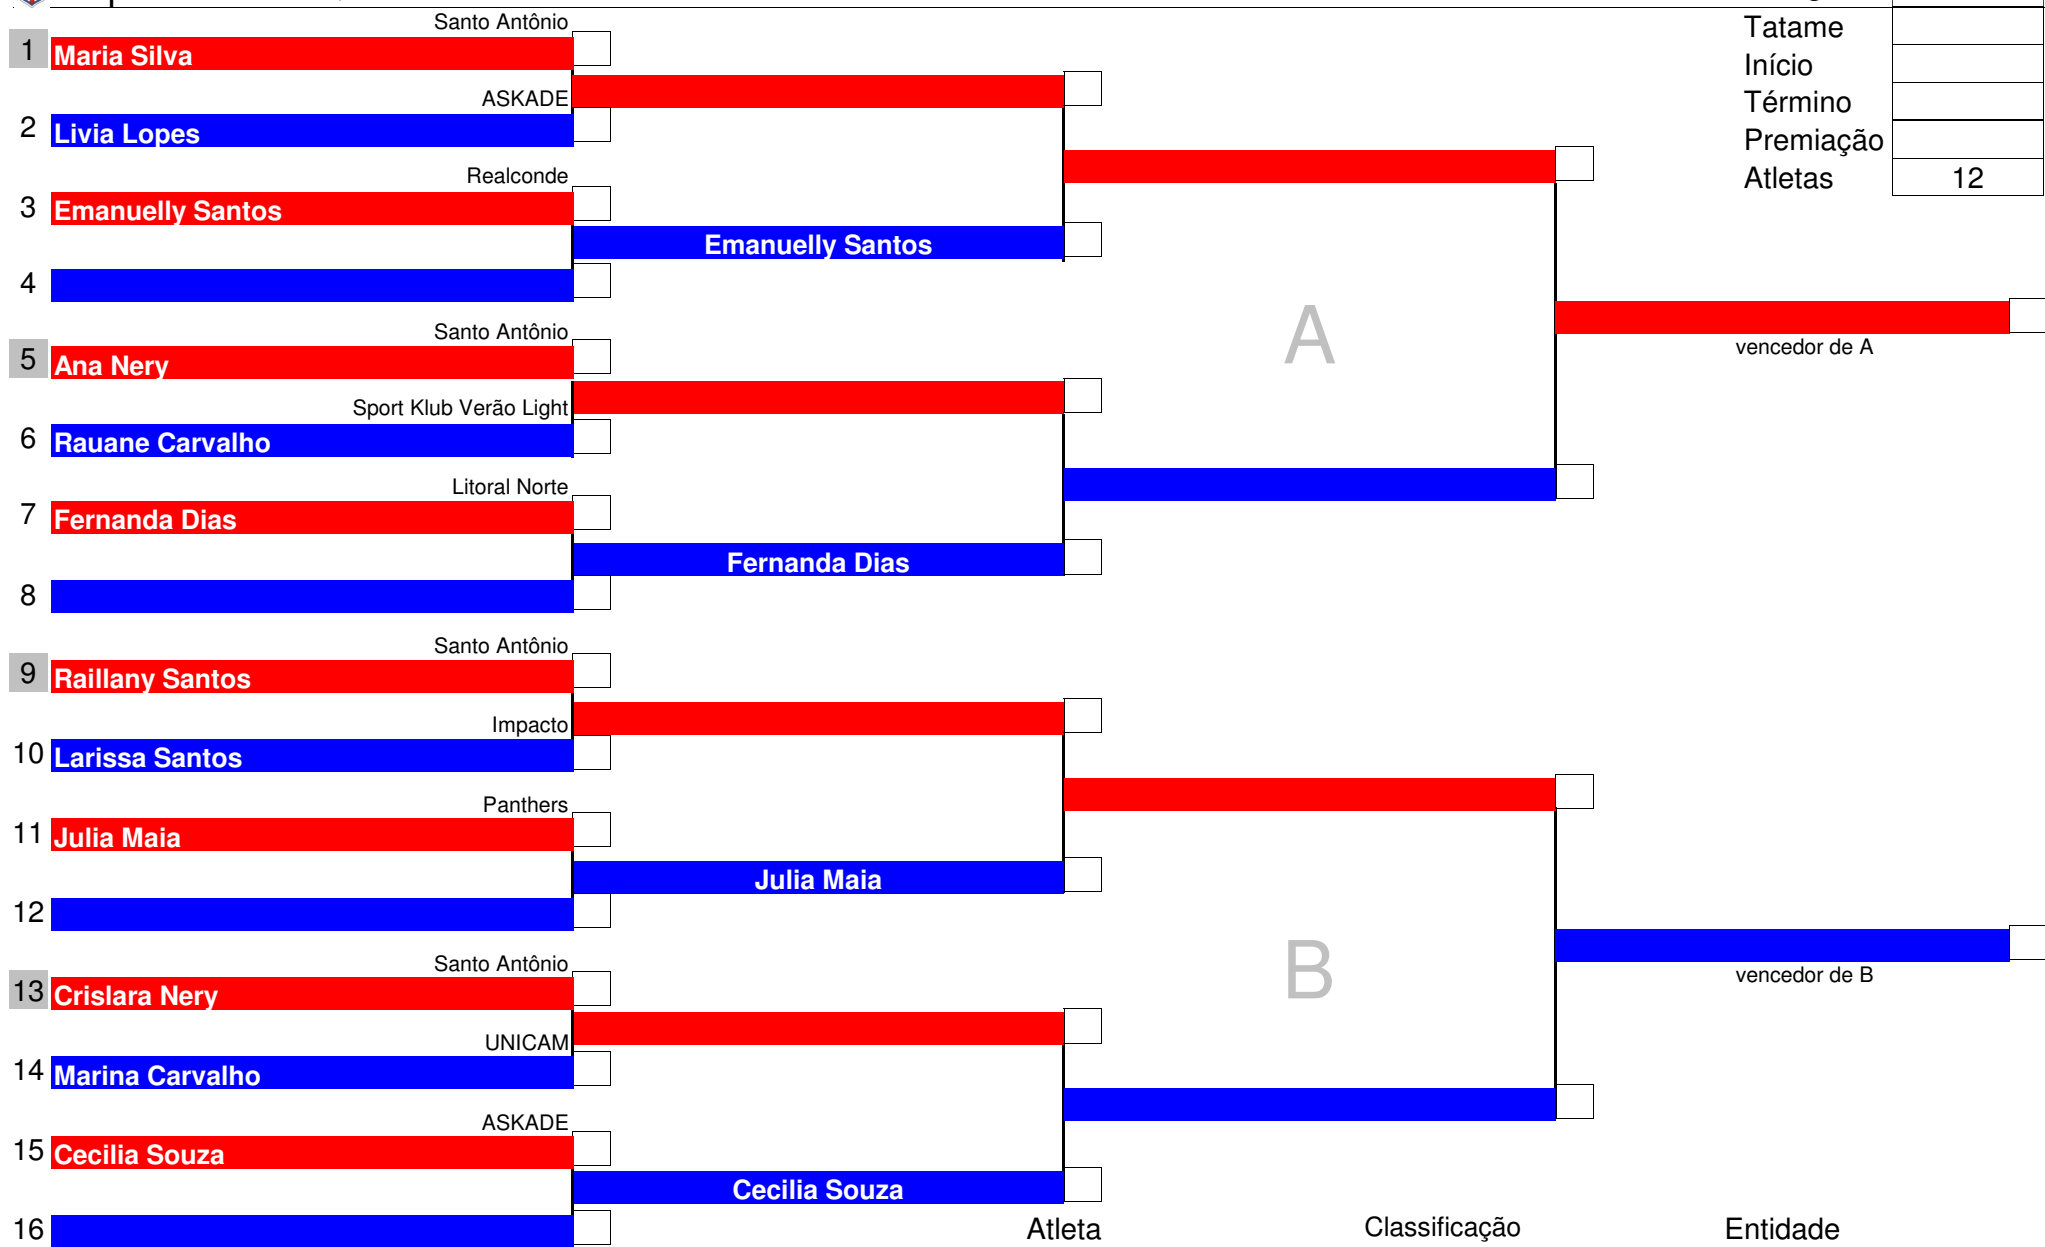 Santo Antônio
Tatame
1 Maria Silva
Início
ASKADE
Término
2 Livia Lopes
Premiação
Realconde
Atletas 12
3 Emanuelly Santos
Emanuelly Santos
4
A
Santo Antônio
vencedor de A
5 Ana Nery
Sport Klub Verão Light
6 Rauane Carvalho
Litoral Norte
7 Fernanda Dias
Fernanda Dias
8
Santo Antônio
9 Raillany Santos
Impacto
10 Larissa Santos
Panthers
11 Julia Maia
Julia Maia
12
B
Santo Antônio
vencedor de B
13 Crislara Nery
UNICAM
14 Marina Carvalho
ASKADE
15 Cecilia Souza
Cecilia Souza
16
Atleta Classificação Entidade